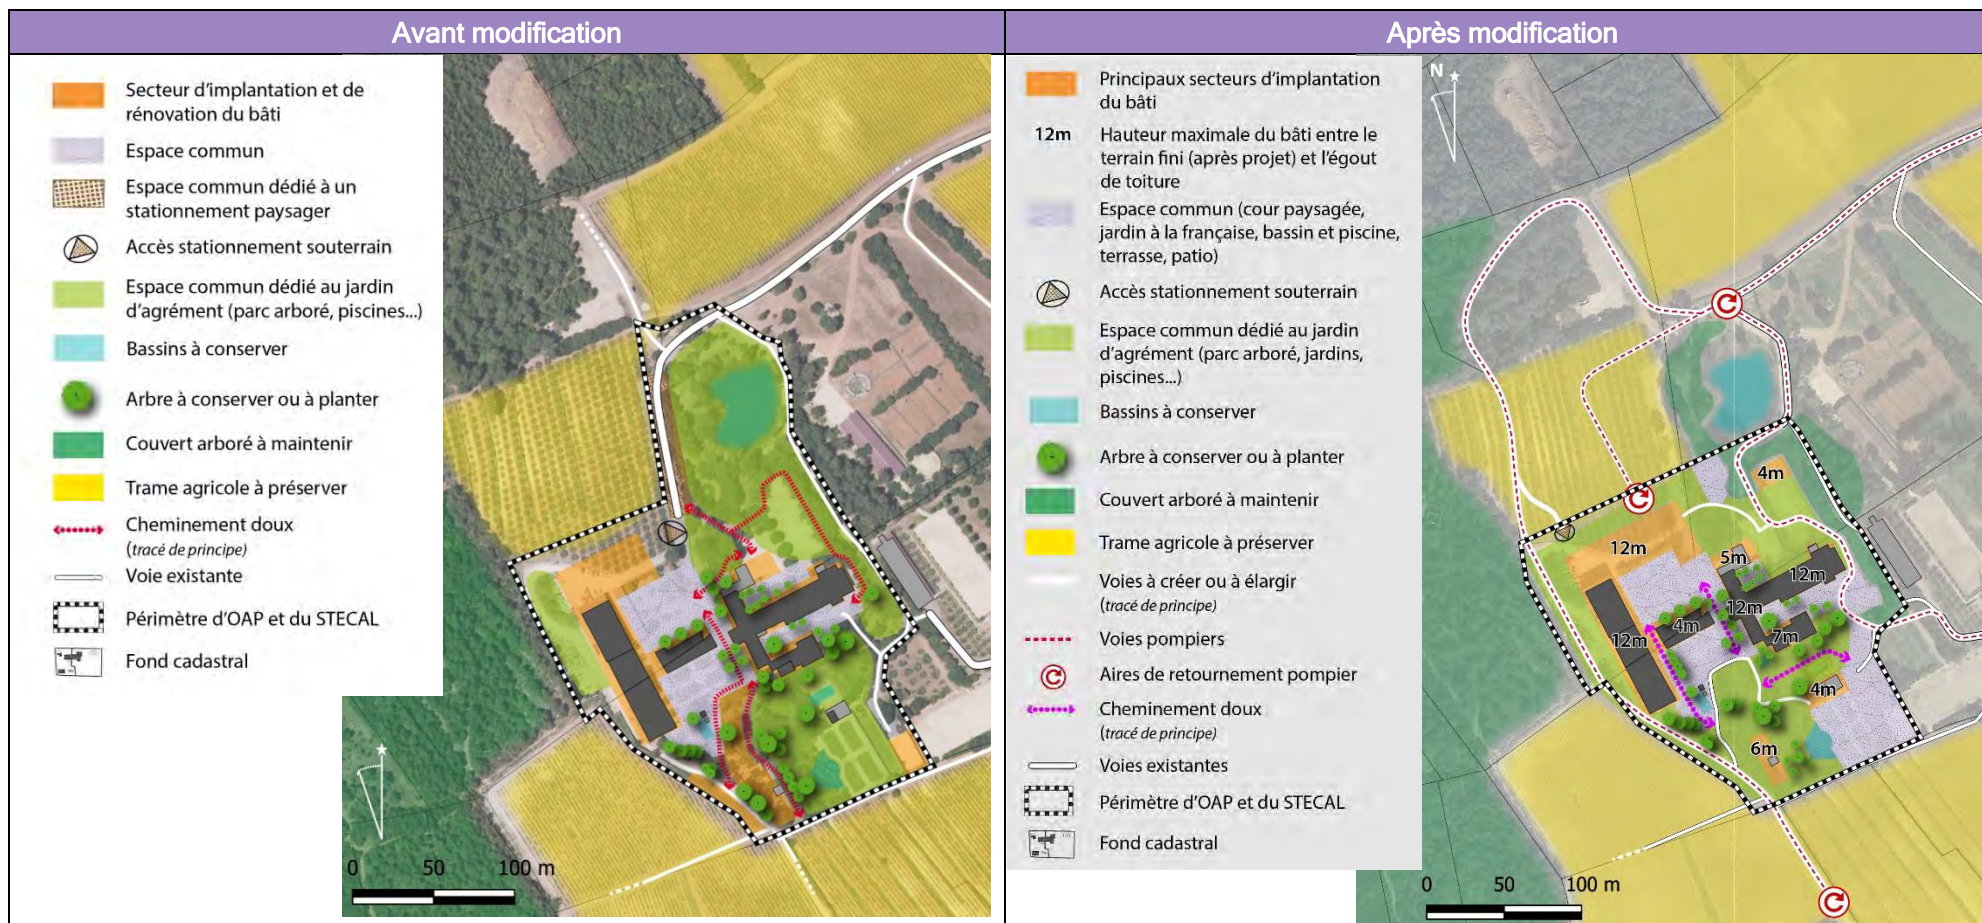 Avant modification
Après modification
Secteur d'implantation et de
rénovation du bâti
Espace commun
Espace commun dédié à un
stationnement paysager
Accès stationnement souterrain
Espace commun dédié au jardin
d'agrément (parc arboré, piscines...)
Bassins à conserver
Arbre à conserver ou à planter
Couvert arboré à maintenir
Trame agricole à préserver
Cheminement doux
(tracé de principe)
Voie existante
Périmètre d'OAP et du STECAL
Fond cadastral
0 50 100 m
Principaux secteurs d'implantation
du bâti
12m Hauteur maximale du bâti entre le
terrain fini (après projet) et l'égout
de toiture
Espace commun (cour paysagée,
jardin à la française, bassin et piscine,
terrasse, patio)
Accès stationnement souterrain
Espace commun dédié au jardin
d'agrément (parc arboré, jardins,
piscines...)
Bassins à conserver
Arbre à conserver ou à planter
Couvert arboré à maintenir
Trame agricole à préserver
Voies à créer ou à élargir
(tracé de principe)
Voies pompiers
Aires de retournement pompier
Cheminement doux
(tracé de principe)
Voies existantes
Périmètre d'OAP et du STECAL
Fond cadastral
N
4m
12m
5m
12m
12m
4m
12m
7m
4m
6m
0 50 100 m